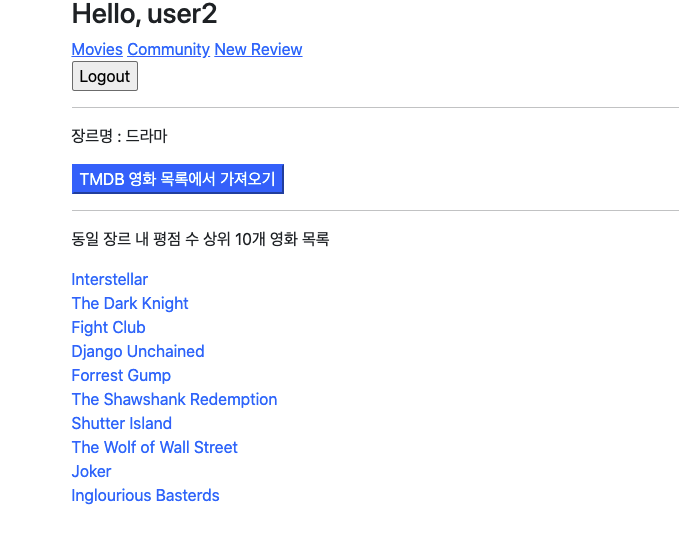 Hello, user2
Movies Community New Review
Logout
장르명 : 드라마
TMDB 영화 목록에서 가져오기
동일 장르 내 평점 수 상위 10개 영화 목록
Interstellar
The Dark Knight
Fight Club
Django Unchained
Forrest Gump
The Shawshank Redemption
Shutter Island
The Wolf of Wall Street
Joker
Inglourious Basterds